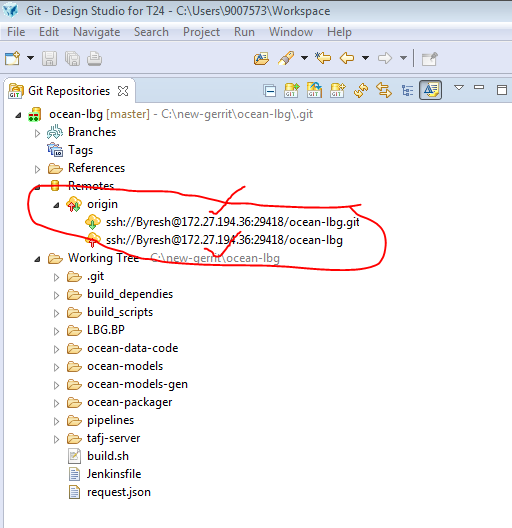 Git - Design Studio for T24 - C:\Users\9007573\Workspace
File Edit Navigate Search Project Run Window Help
Git Repositories
GIT
ocean-lbg [master] - C:\new-gerrit\ocean-lbg\.git
Branches
Tags
References
Remotes
origin
ssh://Byresh@172.27.194.36:29418/ocean-lbg.git
ssh://Byresh@172.27.194.36:29418/ocean-lbg
Working Tree - C:\new-gerrit\ocean-lbg
.git
build_dependies
build_scripts
LBG.BP
ocean-data-code
ocean-models
ocean-models-gen
ocean-packager
pipelines
tafj-server
build.sh
Jenkinsfile
request.json